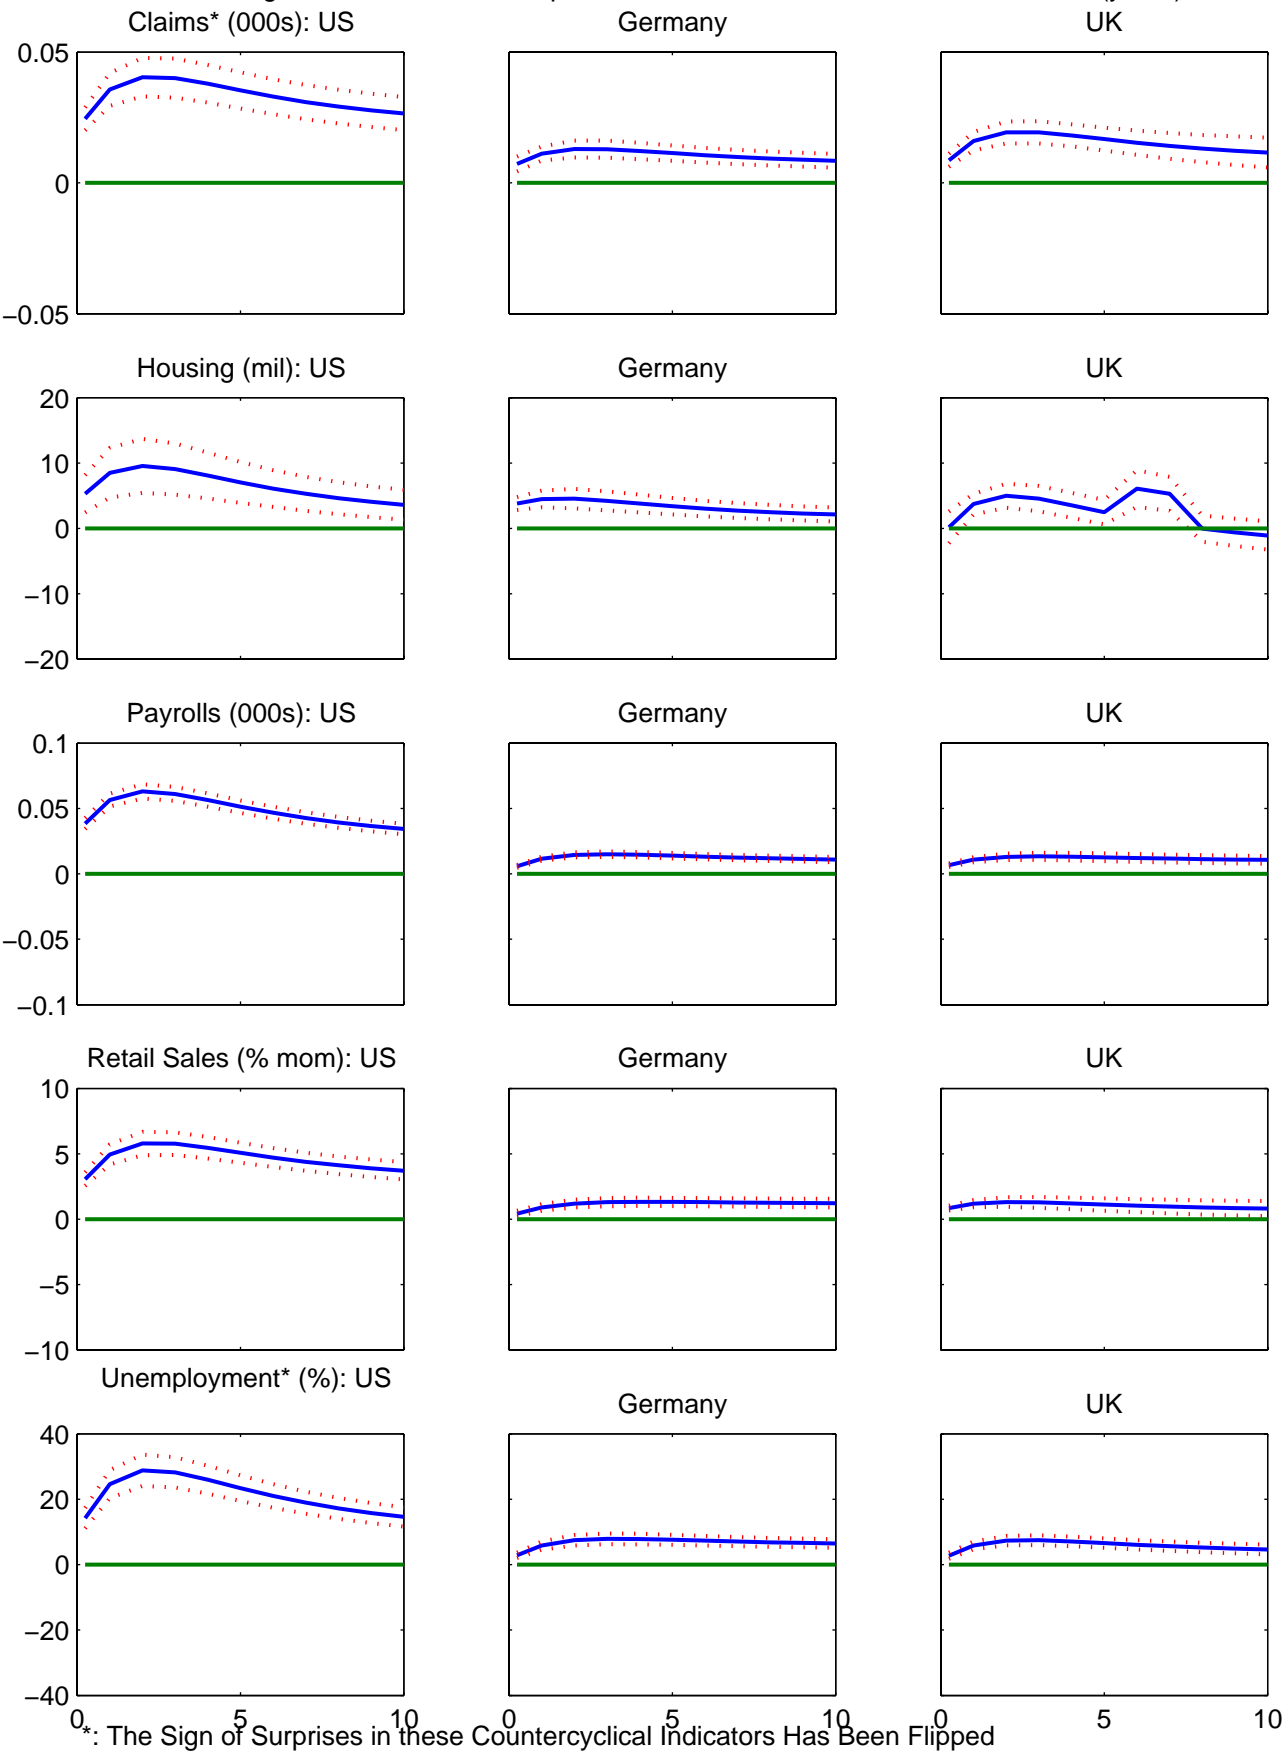 Claims* (000s): US Germany UK
0.05
0
−0.05
Housing (mil): US Germany UK
20
10
0
−10
−20
Payrolls (000s): US Germany UK
0.1
0.05
0
−0.05
−0.1
Retail Sales (% mom): US Germany UK
10
5
0
−5
−10
Unemployment* (%): US
Germany UK
40
20
0
−20
−40
0 5 10 0 5 10 0 5 10
*: The Sign of Surprises in these Countercyclical Indicators Has Been Flipped